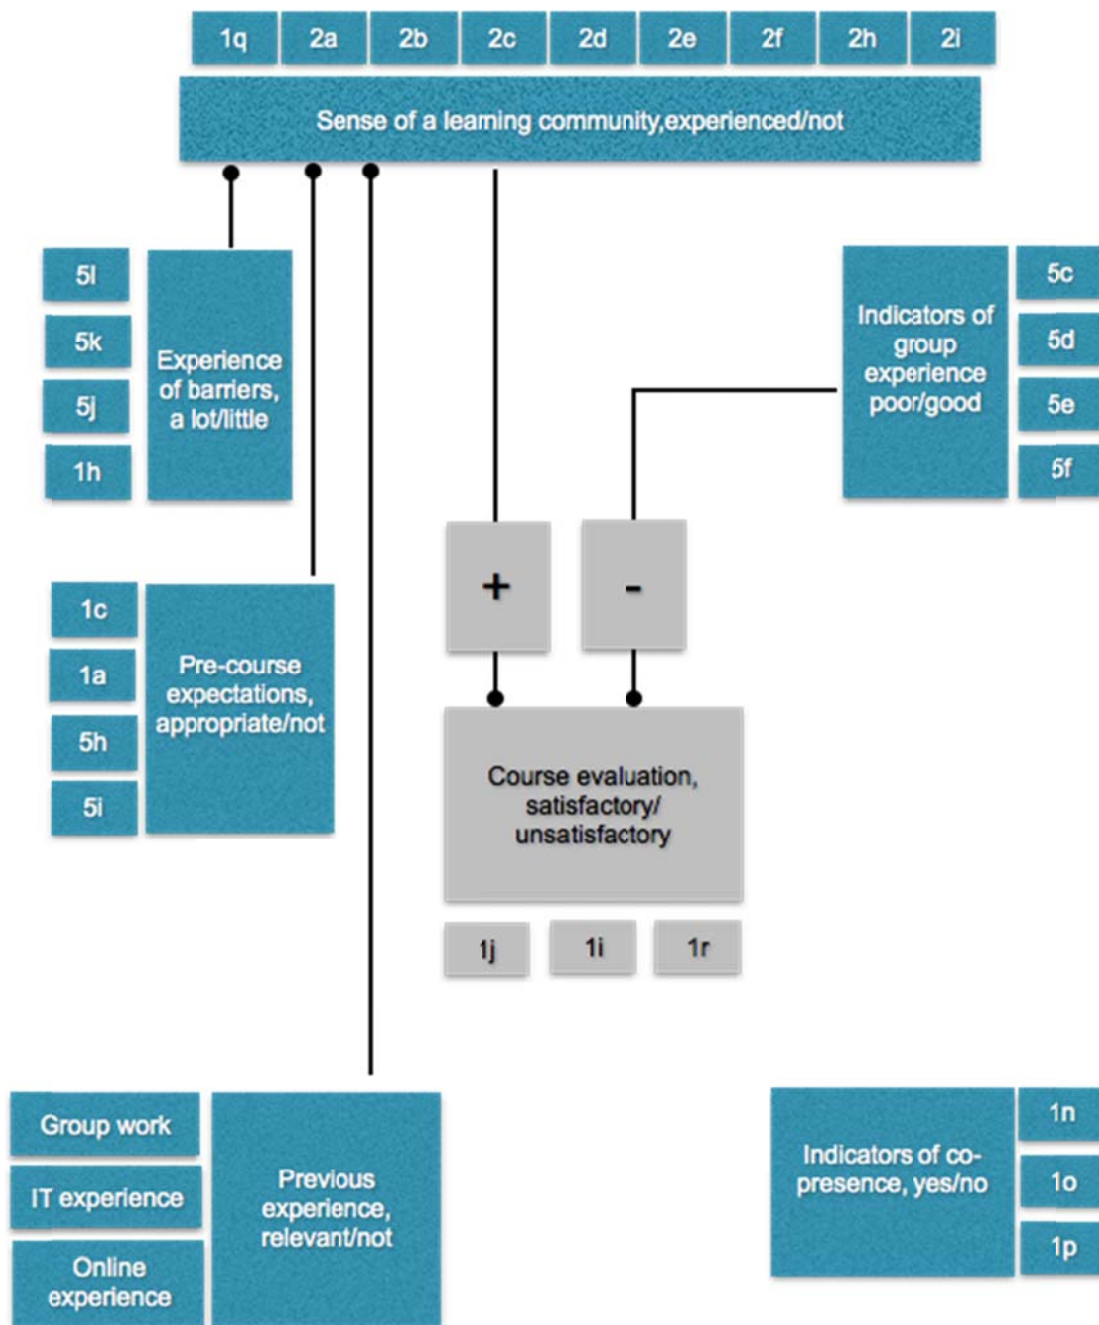 1q 2a 2b 2c 2d 2e 2f 2h 2i
Sense of a learning community,experienced/not
5l
5k
5j
1h
Experience
of barriers,
a lot/little
Indicators of
group
experience
poor/good
5c
5d
5e
5f
+
-
1c
1a
5h
5i
Pre-course
expectations,
appropriate/not
Course evaluation,
satisfactory/
unsatisfactory
1j 1i 1r
Group work
IT experience
Online
experience
Previous
experience,
relevant/not
Indicators of co-
presence, yes/no
1n
1o
1p